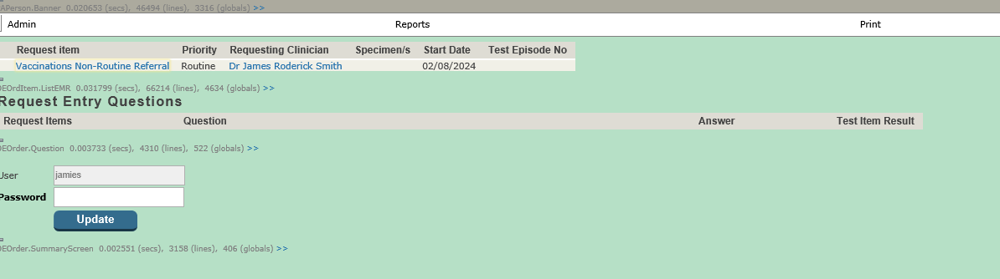 APerson.Banner 0.020653 (secs), 46494 (lines), 3316 (globals) >>
Admin Reports Print
Request item Priority Requesting Clinician Specimen/s Start Date Test Episode No
Vaccinations Non-Routine Referral Routine Dr James Roderick Smith 02/08/2024
OEOrdItem.ListEMR 0.031799 (secs), 66214 (lines), 4634 (globals) >>
Request Entry Questions
Request Items Question Answer Test Item Result
OEOrder.Question 0.003733 (secs), 4310 (lines), 522 (globals) >>
User jamies
Password
Update
OEOrder.SummaryScreen 0.002551 (secs), 3158 (lines), 406 (globals) >>